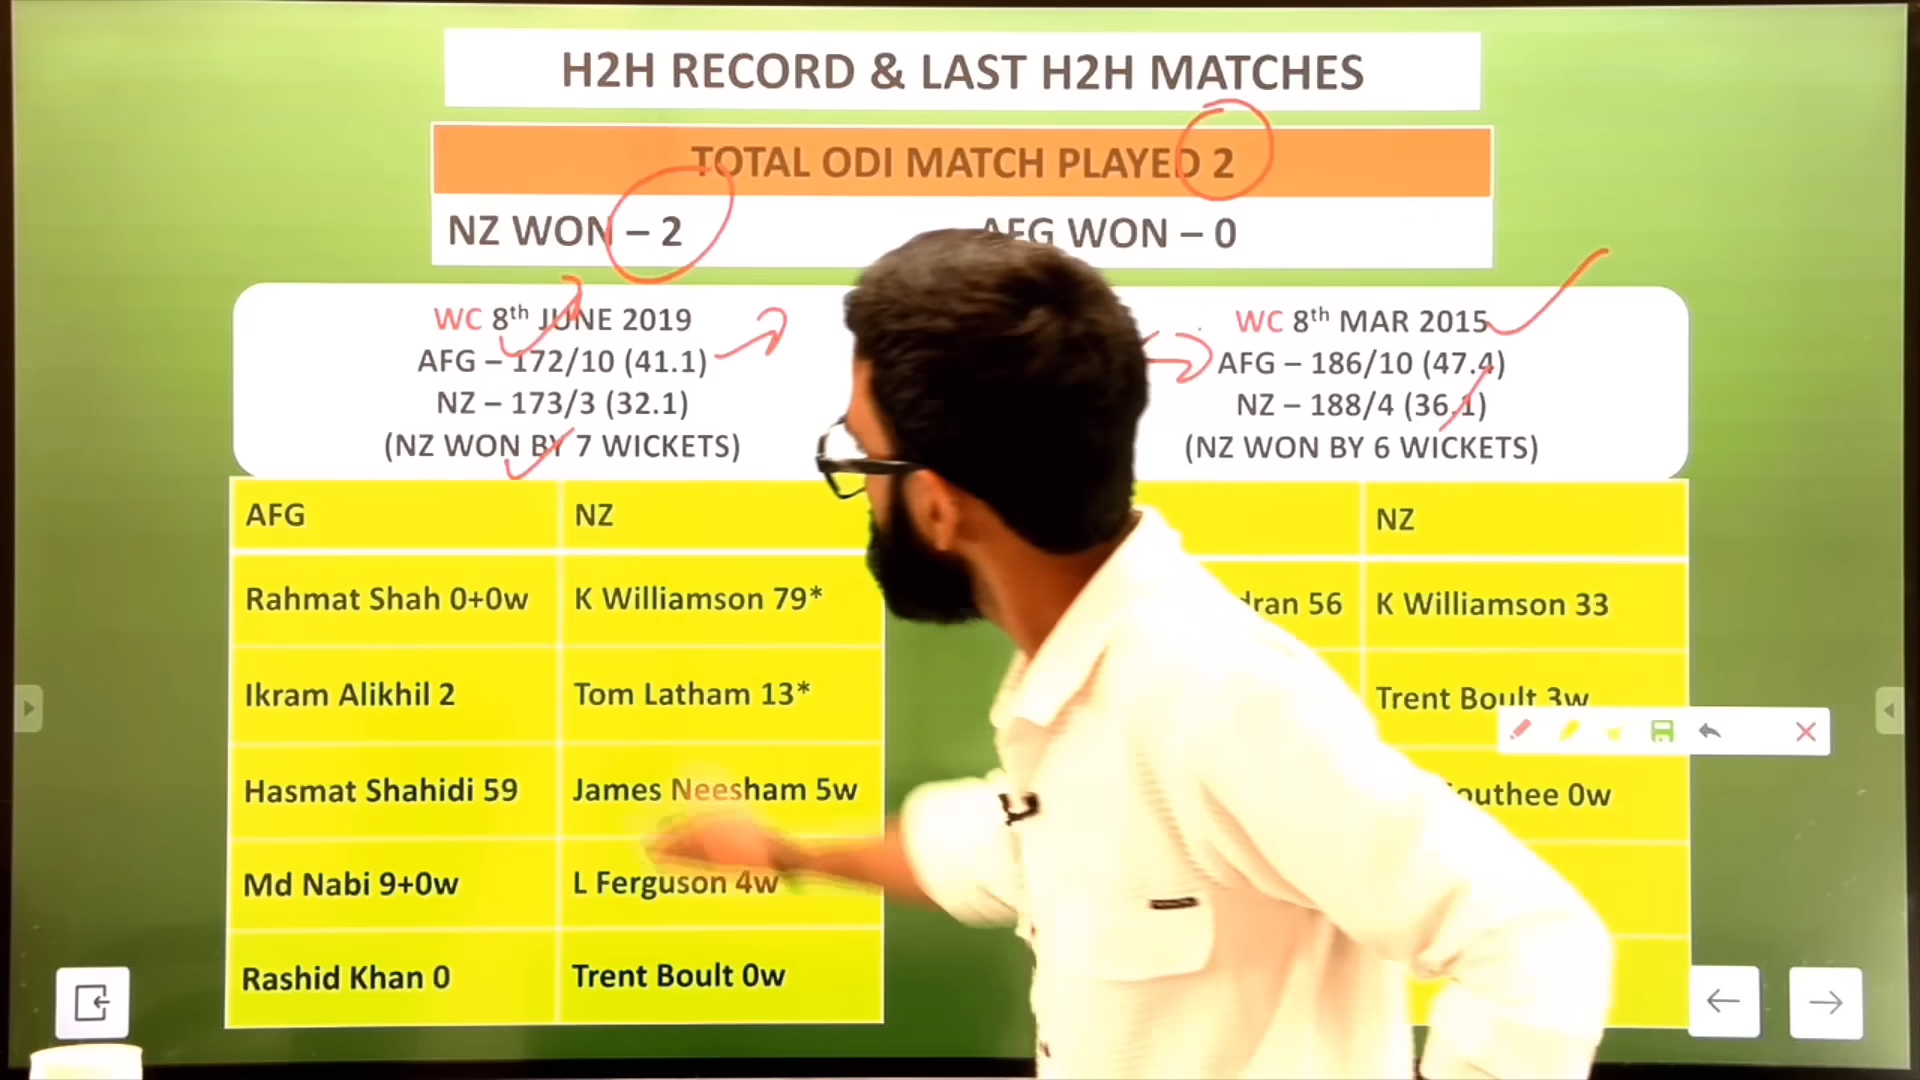 H2H RECORD & LAST H2H MATCHES
TOTAL ODI MATCH PLAYED 2
NZ WON – 2
AFG WON – 0
WC 8th JUNE 2019
AFG – 172/10 (41.1)
NZ – 173/3 (32.1)
(NZ WON BY 7 WICKETS)
WC 8th MAR 2015
AFG – 186/10 (47.4)
NZ – 188/4 (36.1)
(NZ WON BY 6 WICKETS)
AFG NZ
Rahmat Shah 0+0w K Williamson 79*
Ikram Alikhil 2 Tom Latham 13*
Hasmat Shahidi 59 James Neesham 5w
Md Nabi 9+0w L Ferguson 4w
Rashid Khan 0 Trent Boult 0w
NZ
56 K Williamson 33
Trent Boult 3w
0w